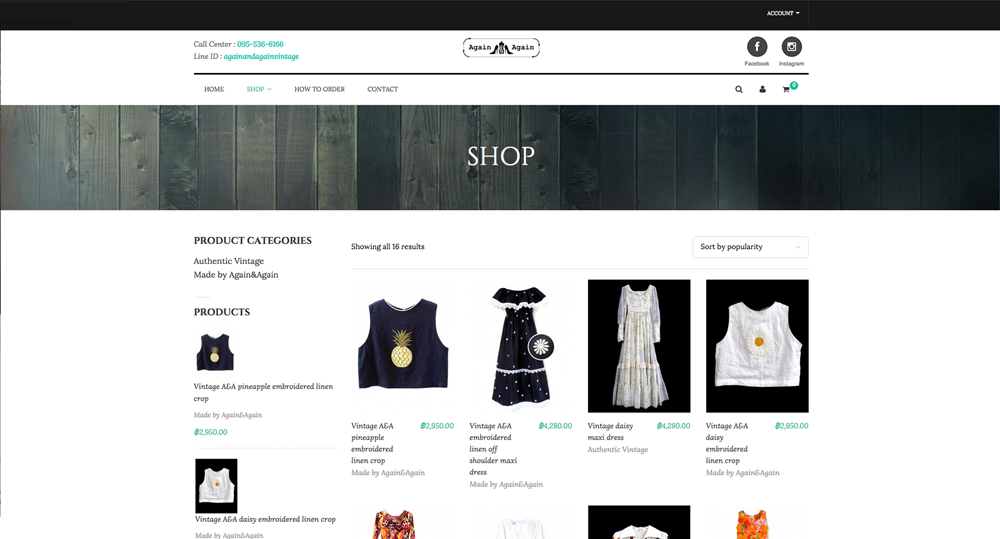 ACCOUNT
Call Center : 095-536-6166
Line ID : againandagainvintage
Again Again
Facebook
Instagram
HOME
SHOP
HOW TO ORDER
CONTACT
0
SHOP
PRODUCT CATEGORIES
Authentic Vintage
Made by Again&Again
PRODUCTS
Vintage A&A pineapple embroidered linen
crop
Made by Again&Again
฿2,950.00
Vintage A&A daisy embroidered linen crop
Made by Again&Again
Showing all 16 results
Sort by popularity
Vintage A&A
pineapple
embroidered
linen crop
฿2,950.00
Made by Again&Again
Vintage A&A
embroidered
linen off
shoulder maxi
dress
฿4,280.00
Made by Again&Again
Vintage daisy
maxi dress
฿4,280.00
Authentic Vintage
Vintage A&A
daisy
embroidered
linen crop
฿2,950.00
Made by Again&Again